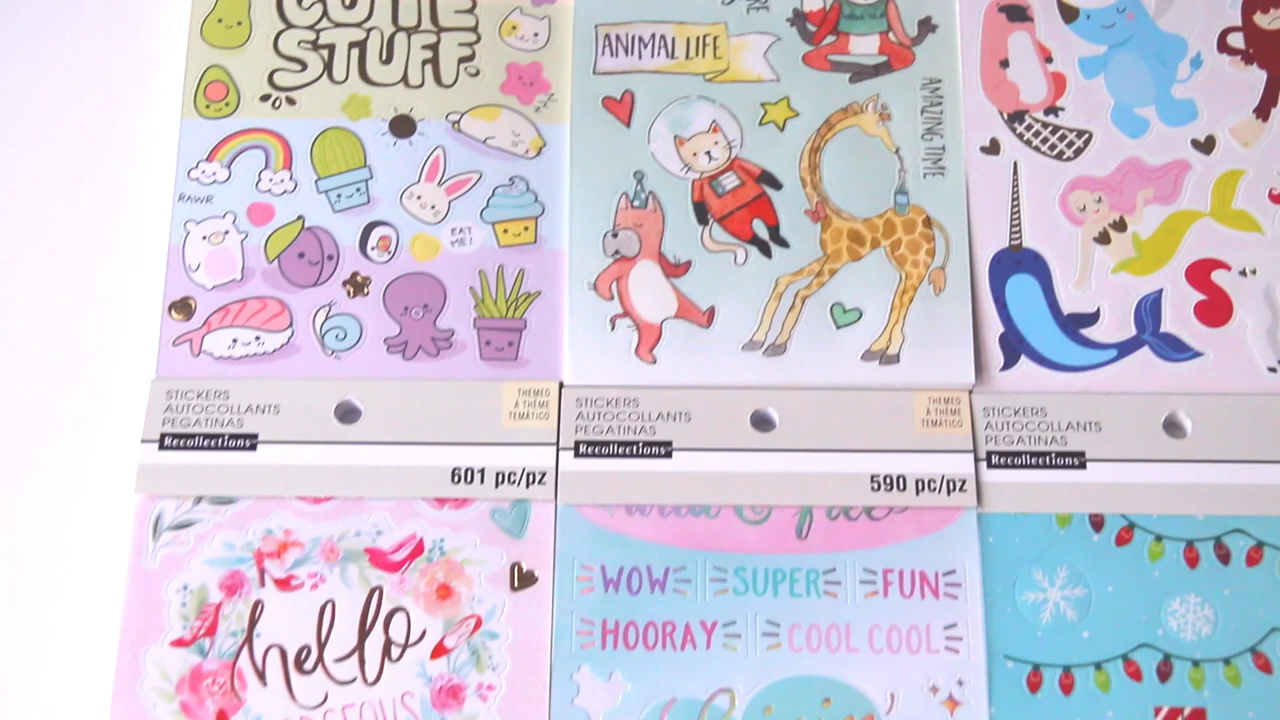 CUTIE
STUFF.
RAWR
EAT
ME!
ANIMAL LIFE
AMAZING TIME
STICKERS
AUTOCOLLANTS
PEGATINAS
Recollections
THEMED
À THÈME
TEMÁTICO
601 pc/pz
STICKERS
AUTOCOLLANTS
PEGATINAS
Recollections
THEMED
À THÈME
TEMÁTICO
590 pc/pz
STICKERS
AUTOCOLLANTS
PEGATINAS
Recollections
hello
WOW
SUPER
FUN
HOORAY
COOL COOL